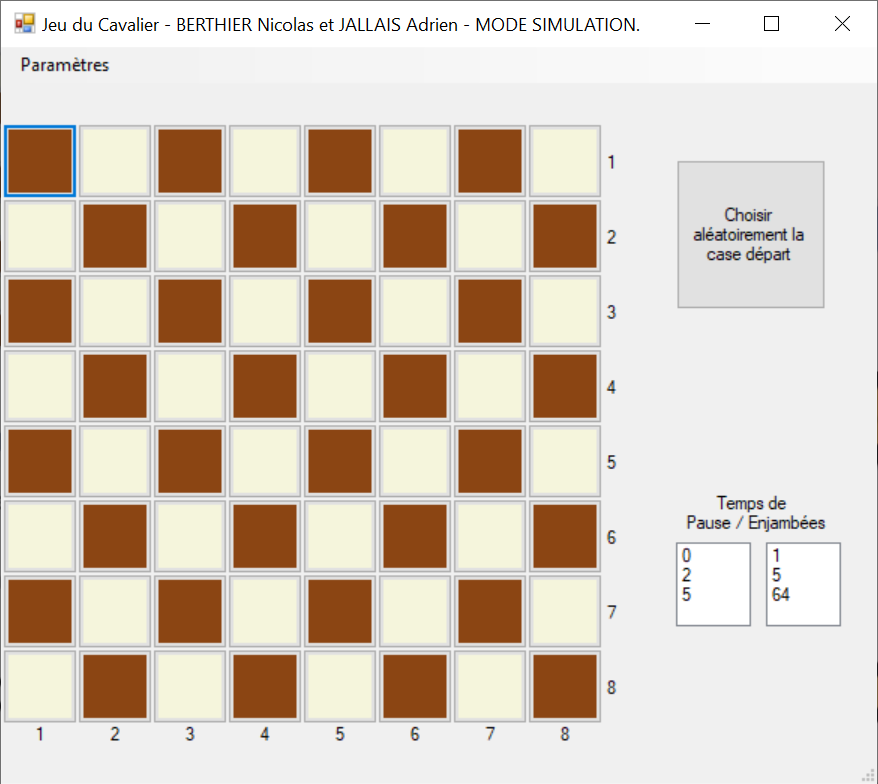 Jeu du Cavalier - BERTHIER Nicolas et JALLAIS Adrien - MODE SIMULATION.
Paramètres
1
2
3
4
5
6
7
8
1 2 3 4 5 6 7 8
Choisir
aléatoirement la
case départ
Temps de
Pause / Enjambées
0
2
5
1
5
64